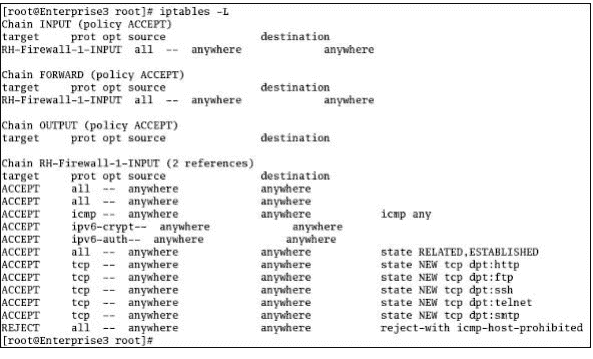 [root@Enterprise3 root]# iptables -L
Chain INPUT (policy ACCEPT)
target prot opt source destination
RH-Firewall-1-INPUT all -- anywhere anywhere

Chain FORWARD (policy ACCEPT)
target prot opt source destination
RH-Firewall-1-INPUT all -- anywhere anywhere

Chain OUTPUT (policy ACCEPT)
target prot opt source destination

Chain RH-Firewall-1-INPUT (2 references)
target prot opt source destination
ACCEPT all -- anywhere anywhere
ACCEPT all -- anywhere anywhere
ACCEPT icmp -- anywhere anywhere icmp any
ACCEPT ipv6-crypt-- anywhere anywhere
ACCEPT ipv6-auth-- anywhere anywhere
ACCEPT all -- anywhere anywhere state RELATED,ESTABLISHED
ACCEPT tcp -- anywhere anywhere state NEW tcp dpt:http
ACCEPT tcp -- anywhere anywhere state NEW tcp dpt:ftp
ACCEPT tcp -- anywhere anywhere state NEW tcp dpt:ssh
ACCEPT tcp -- anywhere anywhere state NEW tcp dpt:telnet
ACCEPT tcp -- anywhere anywhere state NEW tcp dpt:smtp
REJECT all -- anywhere anywhere reject-with icmp-host-prohibited
[root@Enterprise3 root]#